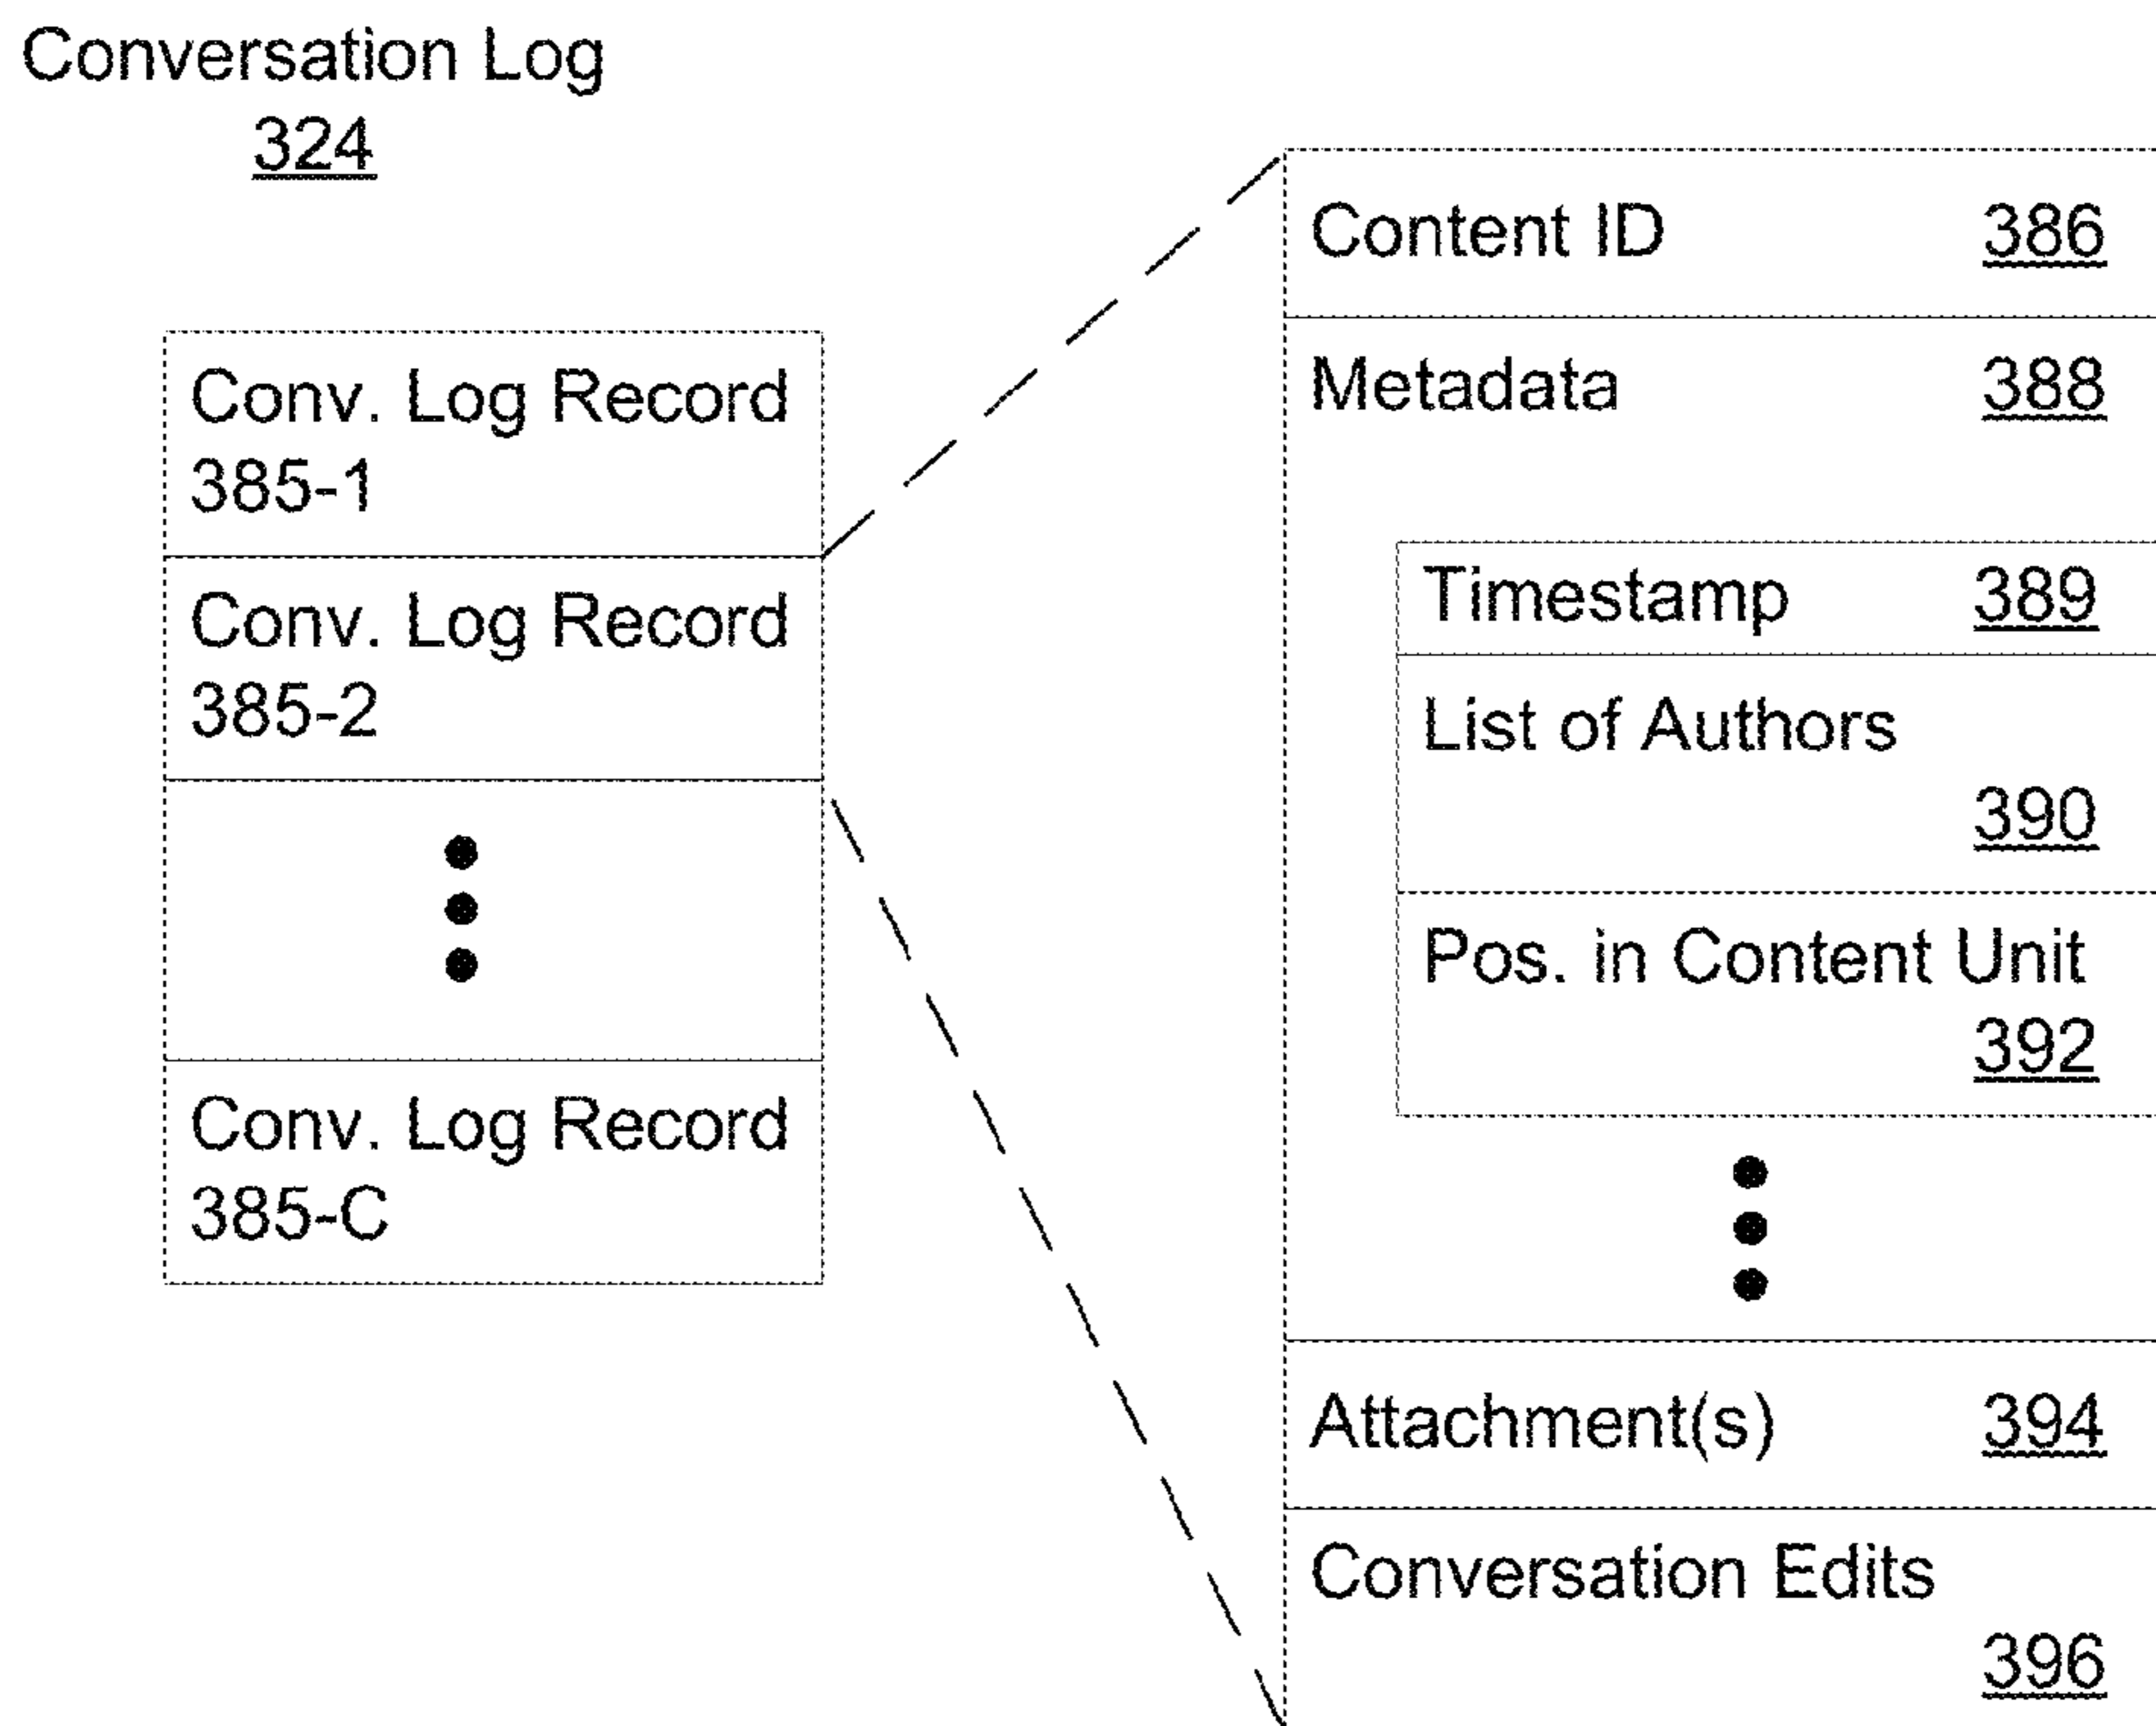 Conversation Log
324
Conv. Log Record
385-1
Conv. Log Record
385-2
Conv. Log Record
385-C
Content ID 386
Metadata 388
Timestamp 389
List of Authors
390
Pos. in Content Unit
392
Attachment(s) 394
Conversation Edits
396